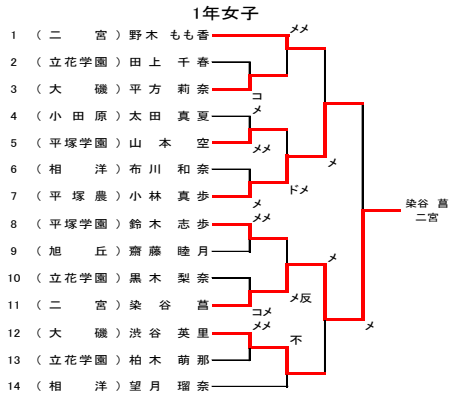 1年女子
1 （ 二 宮 ） 野木 もも香
2 （ 立花学園 ） 田上 千春
3 （ 大 磯 ） 平方 莉奈
4 （ 小田原 ） 太田 真夏
5 （ 平塚学園 ） 山本 空
6 （ 相 洋 ） 布川 和奈
7 （ 平塚農 ） 小林 真歩
8 （ 平塚学園 ） 鈴木 志歩
9 （ 旭 丘 ） 齋藤 睦月
10 （ 立花学園 ） 黒木 梨奈
11 （ 二 宮 ） 染谷 菖
12 （ 大 磯 ） 渋谷 英里
13 （ 立花学園 ） 柏木 萌那
14 （ 相 洋 ） 望月 瑠奈
メメ
コ
メ
メメ
メ
ドメ
メ
メメ
メ
メ反
コメ
メメ
不
メ
染谷 菖
二宮